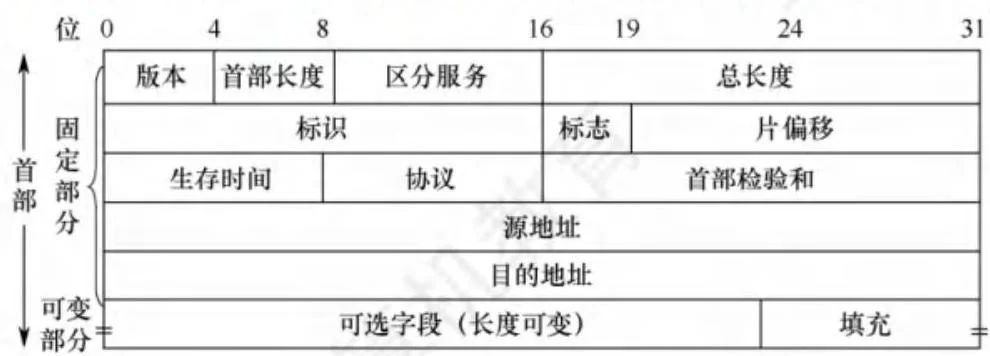 位 0 4 8 16 19 24 31
版本 首部长度 区分服务 总长度
标识 标志 片偏移
生存时间 协议 首部检验和
源地址
目的地址
可选字段（长度可变） 填充
首部
固定部分
可变部分